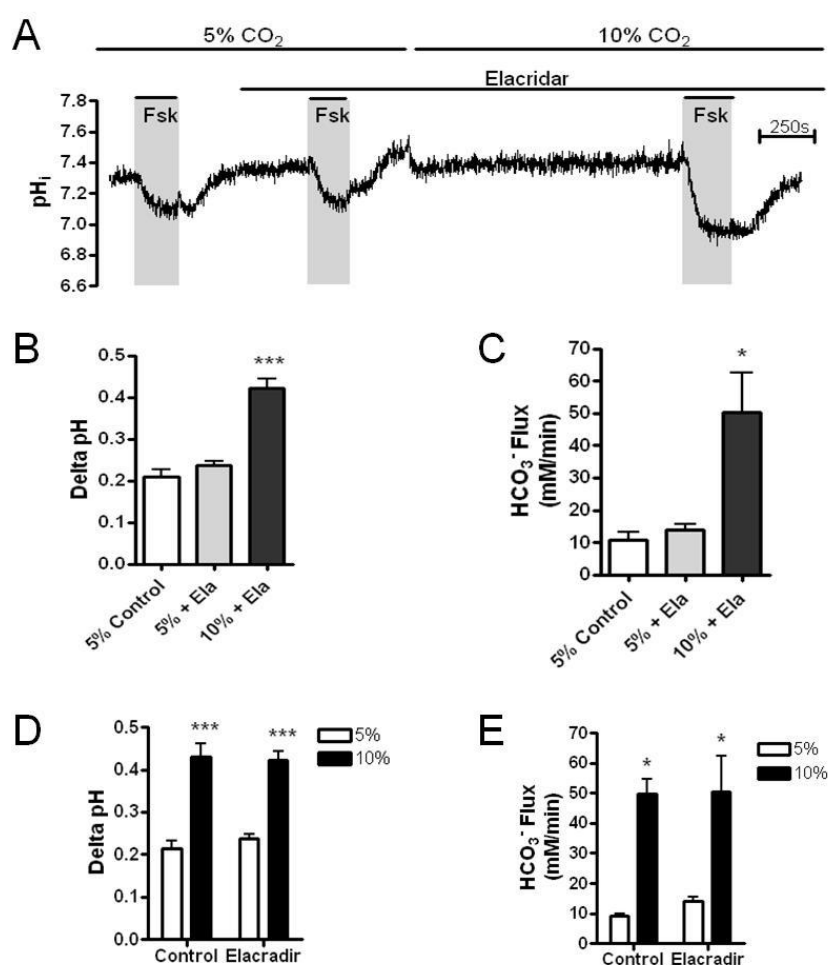 A
5% CO2
10% CO2
Elacridar
Fsk
Fsk
Fsk
250s
7.8
7.6
7.4
7.2
7.0
6.8
6.6
pHi
B
***
0.5
0.4
0.3
0.2
0.1
0.0
Delta pH
5% Control
5% + Ela
10% + Ela
C
*
70
60
50
40
30
20
10
0
HCO3- Flux
(mM/min)
5% Control
5% + Ela
10% + Ela
D
***
***
5%
10%
0.5
0.4
0.3
0.2
0.1
0.0
Delta pH
Control
Elacradir
E
*
*
5%
10%
70
60
50
40
30
20
10
0
HCO3- Flux
(mM/min)
Control
Elacradir